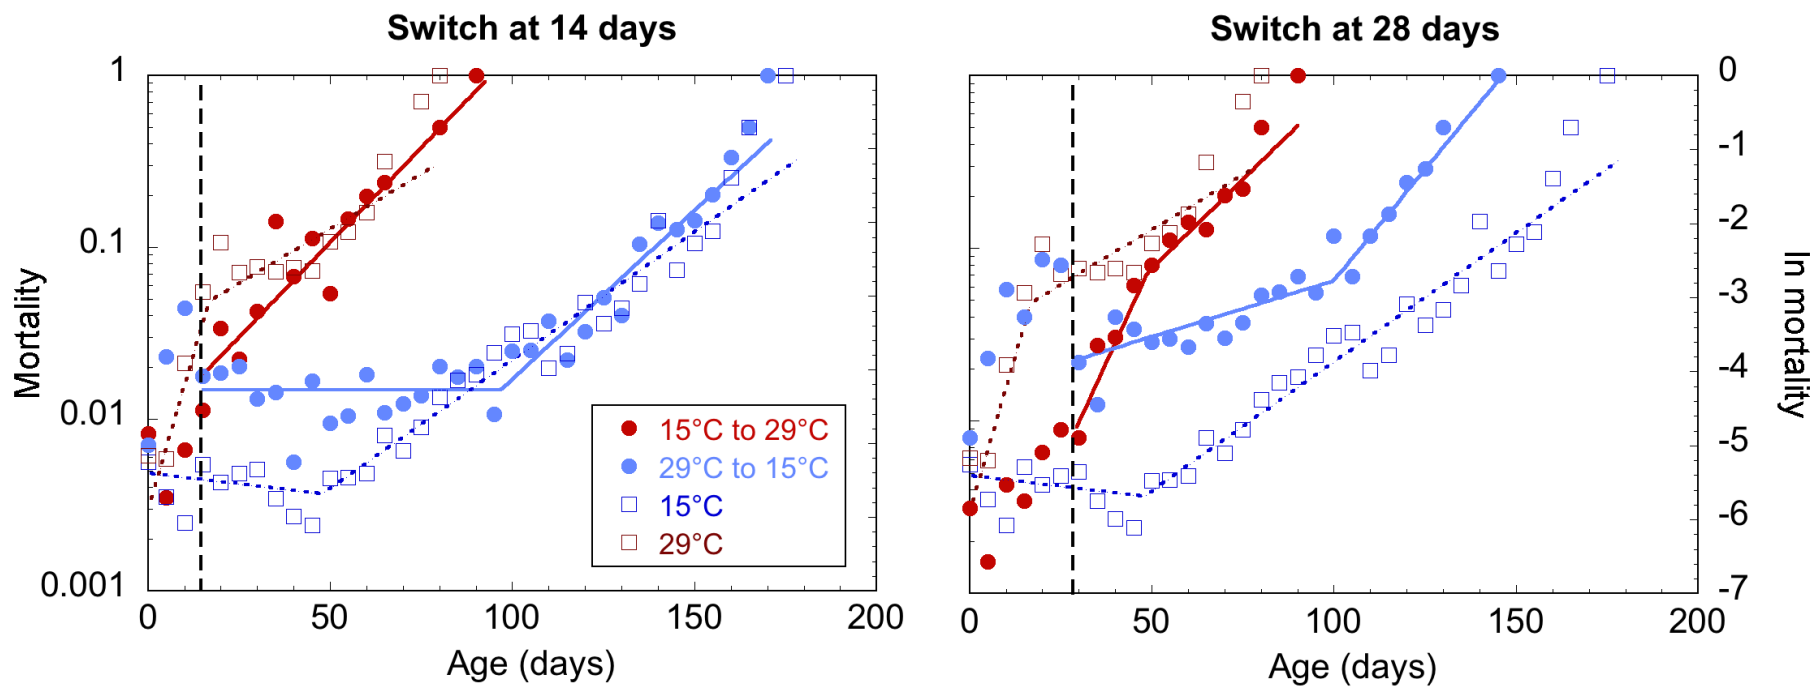 Switch at 14 days
Switch at 28 days
Mortality
1
0.1
0.01
0.001
15°C to 29°C
29°C to 15°C
15°C
29°C
0 50 100 150 200
Age (days)
0
-1
-2
-3
-4
-5
-6
-7
ln mortality
0 50 100 150 200
Age (days)